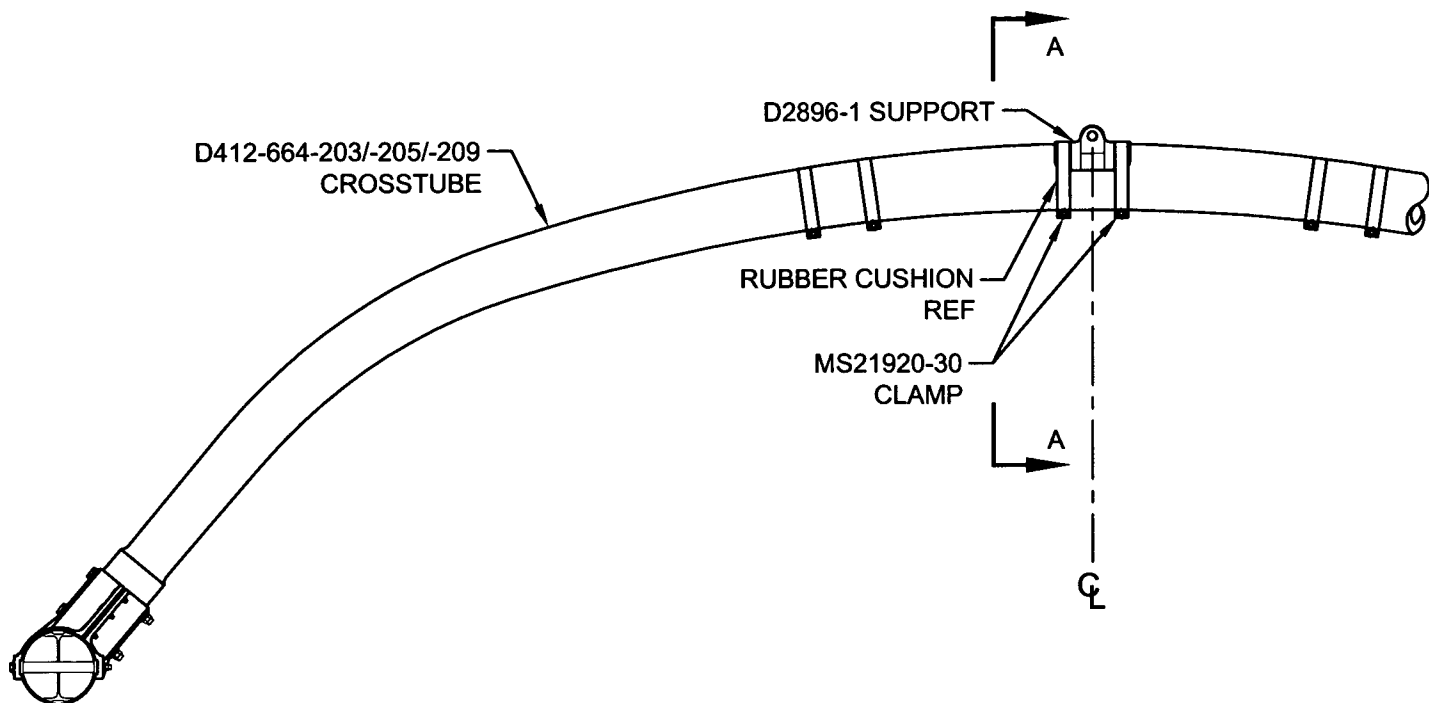 A
D2896-1 SUPPORT
D412-664-203/-205/-209
CROSSTUBE
RUBBER CUSHION
REF
MS21920-30
CLAMP
A
CL